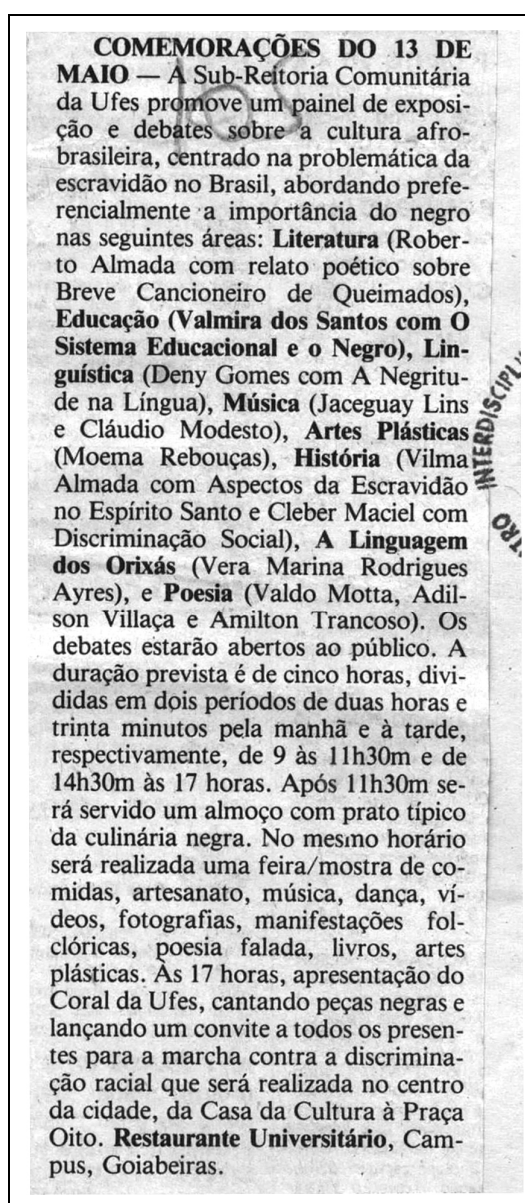 COMEMORAÇÕES DO 13 DE
MAIO — A Sub-Reitoria Comunitária
da Ufes promove um painel de exposi-
ção e debates sobre a cultura afro-
brasileira, centrado na problemática da
escravidão no Brasil, abordando prefe-
rencialmente a importância do negro
nas seguintes áreas: Literatura (Rober-
to Almada com relato poético sobre
Breve Cancioneiro de Queimados),
Educação (Valmira dos Santos com O
Sistema Educacional e o Negro), Lin-
guística (Deny Gomes com A Negritu-
de na Língua), Música (Jaceguay Lins
e Cláudio Modesto), Artes Plásticas
(Moema Rebouças), História (Vilma
Almada com Aspectos da Escravidão
no Espírito Santo e Cleber Maciel com
Discriminação Social), A Linguagem
dos Orixás (Vera Marina Rodrigues
Ayres), e Poesia (Valdo Motta, Adil-
son Villaça e Amilton Trancoso). Os
debates estarão abertos ao público. A
duração prevista é de cinco horas, divi-
didas em dois períodos de duas horas e
trinta minutos pela manhã e à tarde,
respectivamente, de 9 às 11h30m e de
14h30m às 17 horas. Após 11h30m se-
rá servido um almoço com prato típico
da culinária negra. No mesmo horário
será realizada uma feira/mostra de co-
midas, artesanato, música, dança, ví-
deos, fotografias, manifestações fol-
clóricas, poesia falada, livros, artes
plásticas. Às 17 horas, apresentação do
Coral da Ufes, cantando peças negras e
lançando um convite a todos os presen-
tes para a marcha contra a discrimina-
ção racial que será realizada no centro
da cidade, da Casa da Cultura à Praça
Oito. Restaurante Universitário, Cam-
pus, Goiabeiras.
INTERDISCIPLI
TRO